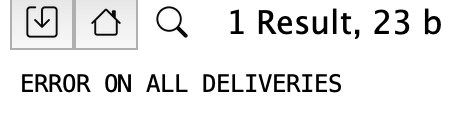 1 Result, 23 b
ERROR ON ALL DELIVERIES